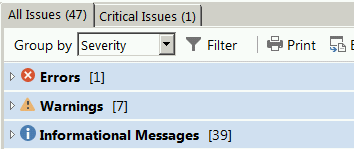 All Issues (47) Critical Issues (1)
Group by Severity Filter Print
Errors [1]
Warnings [7]
Informational Messages [39]